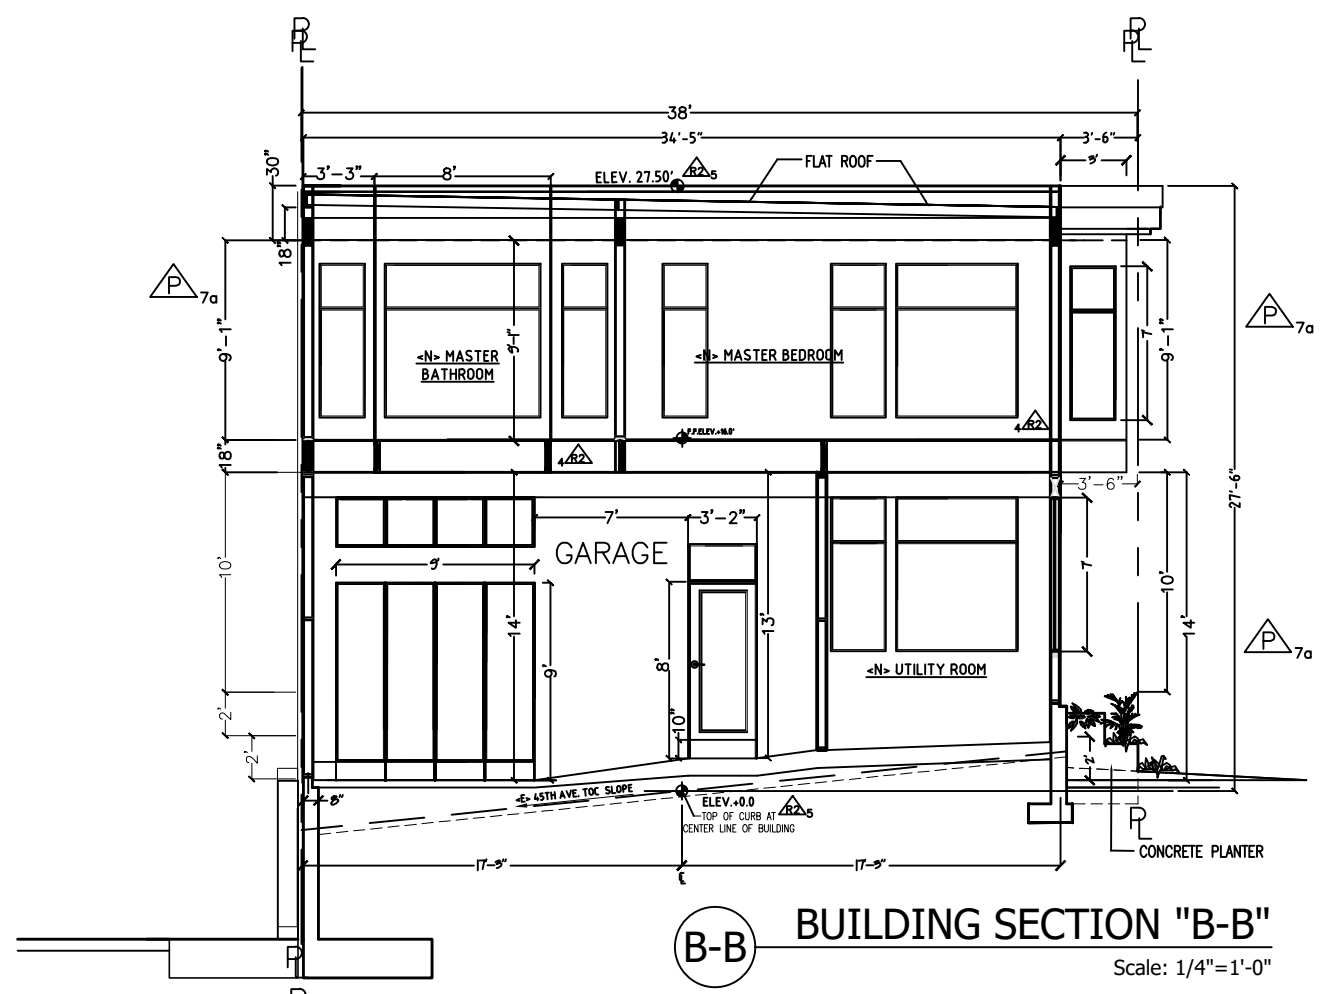 PL
PL
38'
34'-5"
3'-6"
3'
30"
3'-3"
8'
ELEV. 27.50'
R2 5
FLAT ROOF
18"
P 7a
P 7a
9'-1"
9'-1"
7'
9'-1"
<N> MASTER
BATHROOM
<N> MASTER BEDROOM
4 R2
F.F.ELEV.+16.0'
18"
4 R2
3'-6"
27'-6"
7'
3'-2"
GARAGE
10'
9'
7'
10'
14'
13'
14'
P 7a
8'
9'
<N> UTILITY ROOM
10"
2'
2'
2'
8"
<E> 45TH AVE. TOC SLOPE
ELEV.+0.0
R2 5
TOP OF CURB AT
CENTER LINE OF BUILDING
PL
CONCRETE PLANTER
17'-3"
17'-3"
B-B
BUILDING SECTION "B-B"
Scale: 1/4"=1'-0"
P